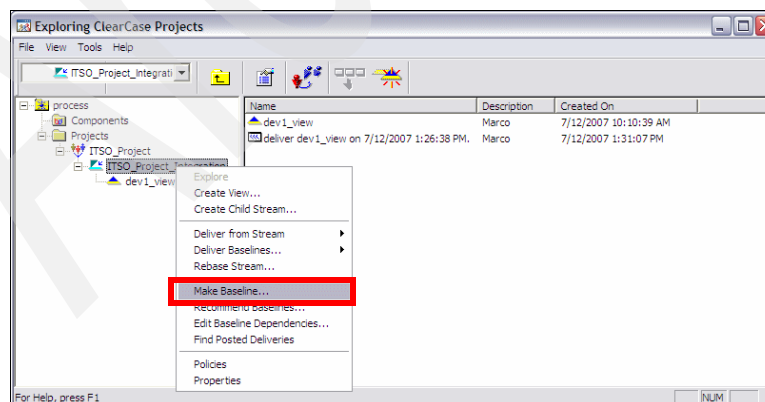 Exploring ClearCase Projects
File View Tools Help
ITSO_Project_Integrati
process
Components
Projects
ITSO_Project
ITSO_Project_Integration
dev1_view
Name Description Created On
dev1_view Marco 7/12/2007 10:10:39 AM
deliver dev1_view on 7/12/2007 1:26:38 PM. Marco 7/12/2007 1:31:07 PM
Explore
Create View...
Create Child Stream...
Deliver from Stream
Deliver Baselines...
Rebase Stream...
Make Baseline...
Recommend Baselines...
Edit Baseline Dependencies...
Find Posted Deliveries
Policies
Properties
For Help, press F1
NUM